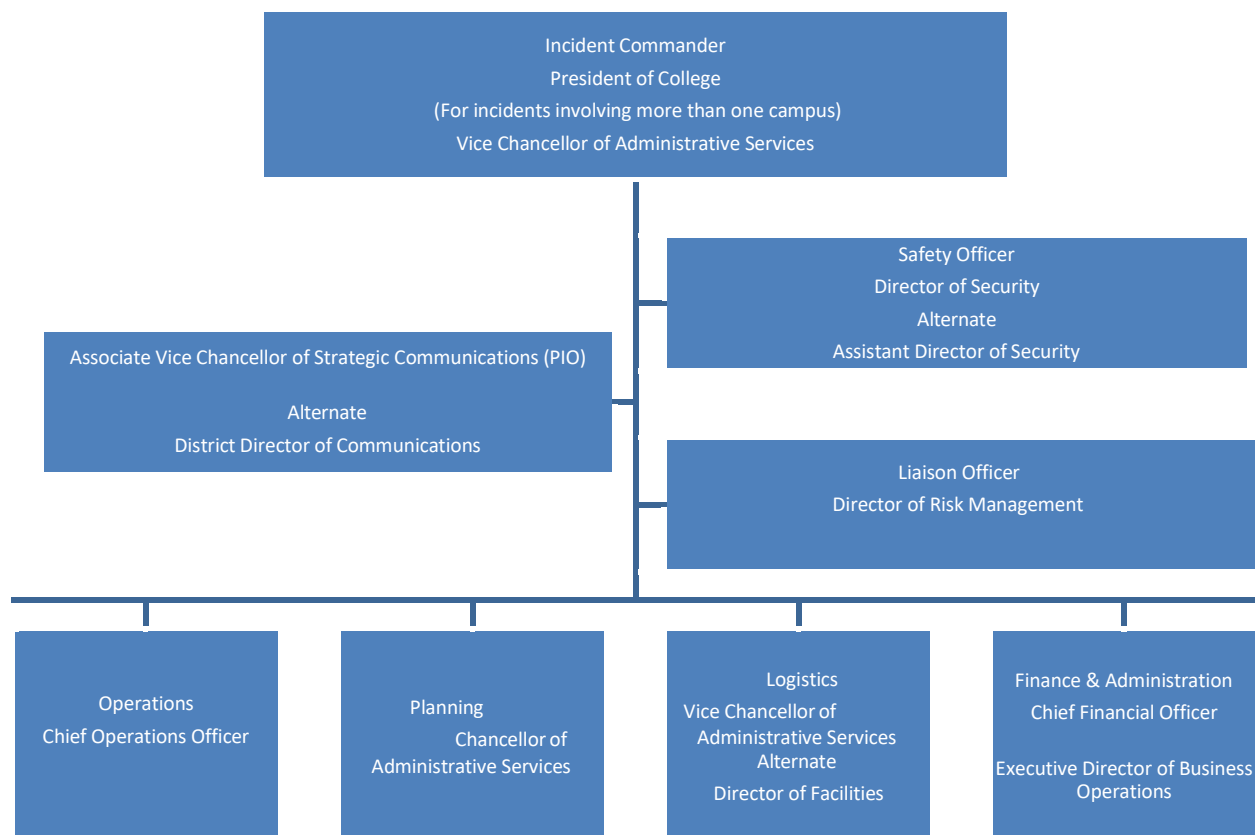 Incident Commander
President of College
(For incidents involving more than one campus)
Vice Chancellor of Administrative Services
Safety Officer
Director of Security
Alternate
Assistant Director of Security
Associate Vice Chancellor of Strategic Communications (PIO)
Alternate
District Director of Communications
Liaison Officer
Director of Risk Management
Operations
Chief Operations Officer
Planning
Chancellor of
Administrative Services
Logistics
Vice Chancellor of
Administrative Services
Alternate
Director of Facilities
Finance & Administration
Chief Financial Officer
Executive Director of Business
Operations